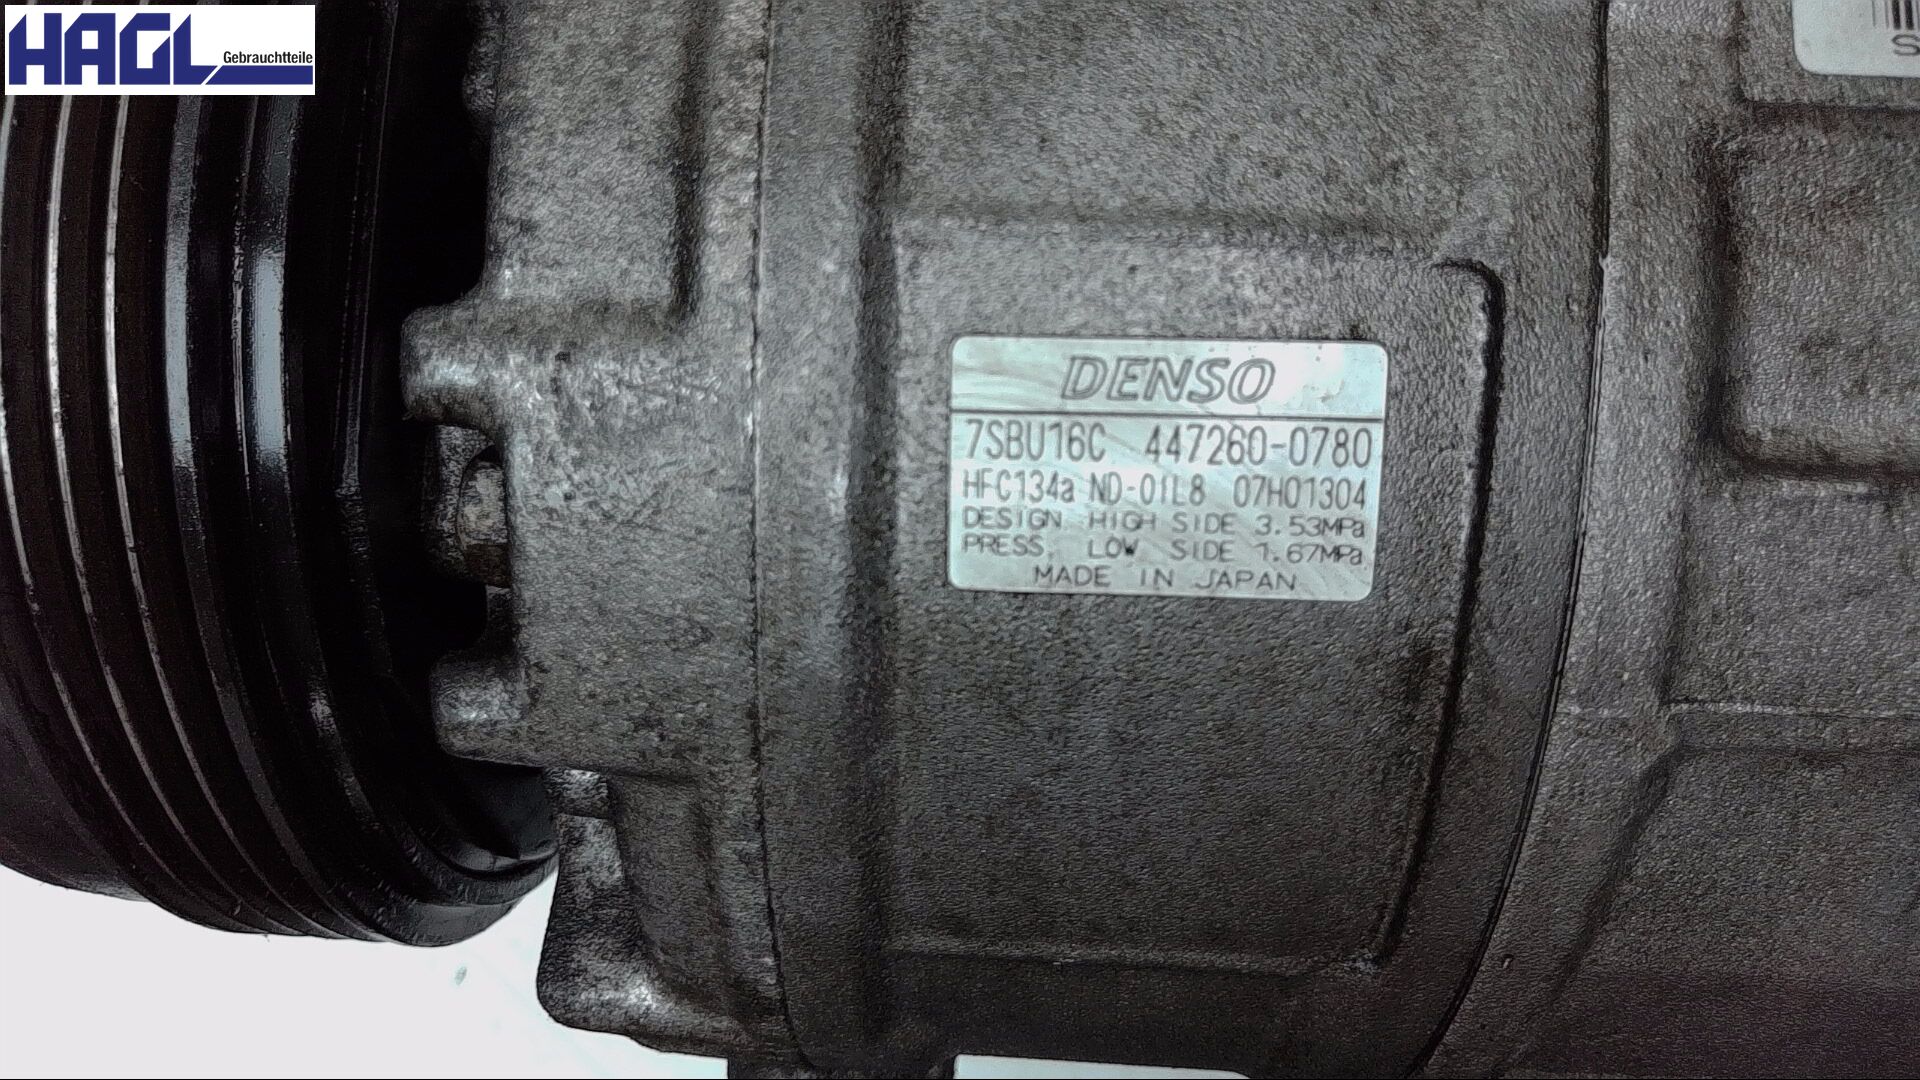 HAGL Gebrauchtteile
DENSO
7SBU16C 447260-0780
HFC134a ND-OIL8 07H01304
DESIGN HIGH SIDE 3.53MPa
PRESS. LOW SIDE 1.67MPa
MADE IN JAPAN